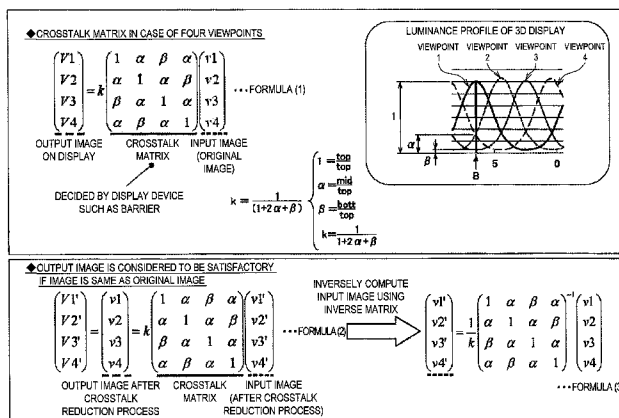 ◆CROSSTALK MATRIX IN CASE OF FOUR VIEWPOINTS
V1 1 α β α v1
V2 = k α 1 α β v2 •••FORMULA (1)
V3 β α 1 α v3
V4 α β α 1 v4
OUTPUT IMAGE ON DISPLAY
CROSSTALK MATRIX
INPUT IMAGE (ORIGINAL IMAGE)
DECIDED BY DISPLAY DEVICE SUCH AS BARRIER
k = 1/(1+2α+β)
1 = top/top
α = mid/top
β = bott/top
k = 1/1+2α+β
LUMINANCE PROFILE OF 3D DISPLAY
VIEWPOINT 1
VIEWPOINT 2
VIEWPOINT 3
VIEWPOINT 4
1
α
β
B 5 0
◆OUTPUT IMAGE IS CONSIDERED TO BE SATISFACTORY
IF IMAGE IS SAME AS ORIGINAL IMAGE
V1' v1 1 α β α v1'
V2' = v2 = k α 1 α β v2' •••FORMULA (2)
V3' v3 β α 1 α v3'
V4' v4 α β α 1 v4'
OUTPUT IMAGE AFTER CROSSTALK REDUCTION PROCESS
CROSSTALK MATRIX
INPUT IMAGE (AFTER CROSSTALK REDUCTION PROCESS)
INVERSELY COMPUTE
INPUT IMAGE USING
INVERSE MATRIX
v1' 1 α β α -1 v1
v2' = 1/k α 1 α β v2
v3' β α 1 α v3
v4' α β α 1 v4
•••FORMULA (3